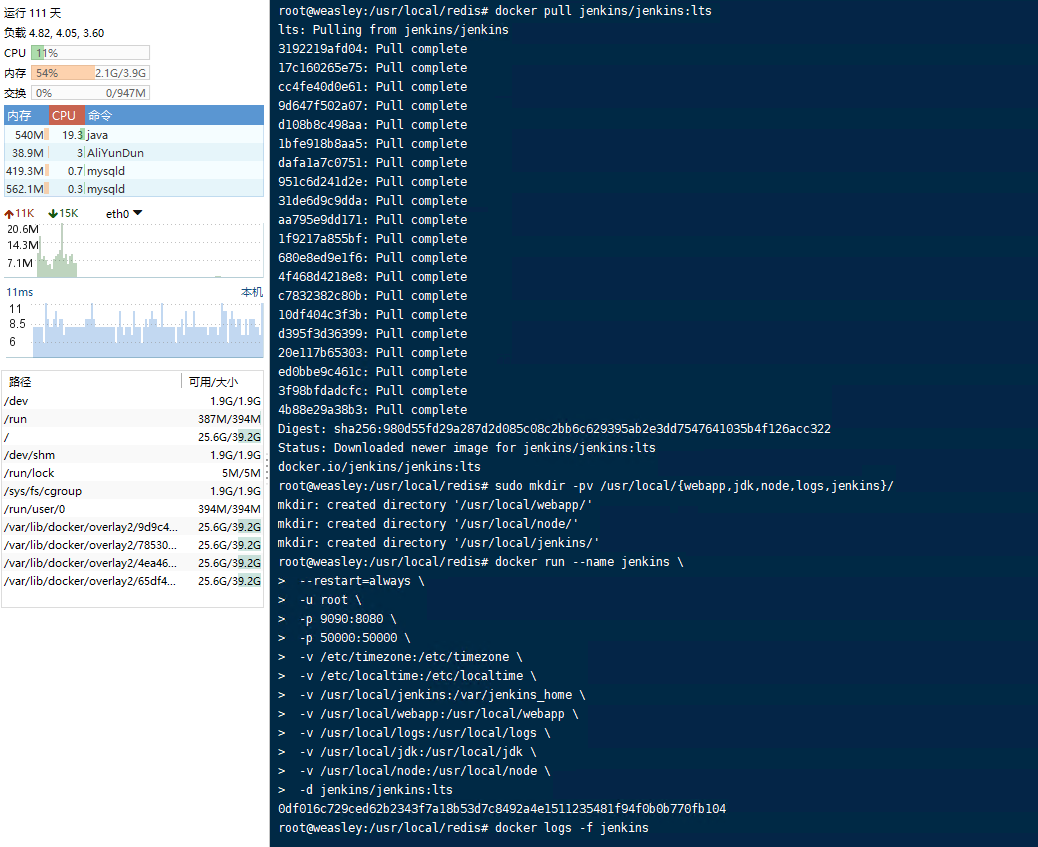 运行 111 天
负载 4.82, 4.05, 3.60
CPU 11%
内存 54% 2.1G/3.9G
交换 0% 0/947M
内存 CPU 命令
540M 19.3 java
38.9M 3 AliYunDun
419.3M 0.7 mysqld
562.1M 0.3 mysqld
11K 15K eth0
20.6M
14.3M
7.1M
11ms 本机
11
8.5
6
路径 可用/大小
/dev 1.9G/1.9G
/run 387M/394M
/ 25.6G/39.2G
/dev/shm 1.9G/1.9G
/run/lock 5M/5M
/sys/fs/cgroup 1.9G/1.9G
/run/user/0 394M/394M
/var/lib/docker/overlay2/9d9c4... 25.6G/39.2G
/var/lib/docker/overlay2/78530... 25.6G/39.2G
/var/lib/docker/overlay2/4ea46... 25.6G/39.2G
/var/lib/docker/overlay2/65df4... 25.6G/39.2G
root@weasley:/usr/local/redis# docker pull jenkins/jenkins:lts
lts: Pulling from jenkins/jenkins
3192219afd04: Pull complete
17c160265e75: Pull complete
cc4fe40d0e61: Pull complete
9d647f502a07: Pull complete
d108b8c498aa: Pull complete
1bfe918b8aa5: Pull complete
dafa1a7c0751: Pull complete
951c6d241d2e: Pull complete
31de6d9c9dda: Pull complete
aa795e9dd171: Pull complete
1f9217a855bf: Pull complete
680e8ed9e1f6: Pull complete
4f468d4218e8: Pull complete
c7832382c80b: Pull complete
10df404c3f3b: Pull complete
d395f3d36399: Pull complete
20e117b65303: Pull complete
ed0bbe9c461c: Pull complete
3f98bfdadcfc: Pull complete
4b88e29a38b3: Pull complete
Digest: sha256:980d55fd29a287d2d085c08c2bb6c629395ab2e3dd7547641035b4f126acc322
Status: Downloaded newer image for jenkins/jenkins:lts
docker.io/jenkins/jenkins:lts
root@weasley:/usr/local/redis# sudo mkdir -pv /usr/local/{webapp,jdk,node,logs,jenkins}/
mkdir: created directory '/usr/local/webapp/'
mkdir: created directory '/usr/local/node/'
mkdir: created directory '/usr/local/jenkins/'
root@weasley:/usr/local/redis# docker run --name jenkins \
> --restart=always \
> -u root \
> -p 9090:8080 \
> -p 50000:50000 \
> -v /etc/timezone:/etc/timezone \
> -v /etc/localtime:/etc/localtime \
> -v /usr/local/jenkins:/var/jenkins_home \
> -v /usr/local/webapp:/usr/local/webapp \
> -v /usr/local/logs:/usr/local/logs \
> -v /usr/local/jdk:/usr/local/jdk \
> -v /usr/local/node:/usr/local/node \
> -d jenkins/jenkins:lts
0df016c729ced62b2343f7a18b53d7c8492a4e1511235481f94f0b0b770fb104
root@weasley:/usr/local/redis# docker logs -f jenkins